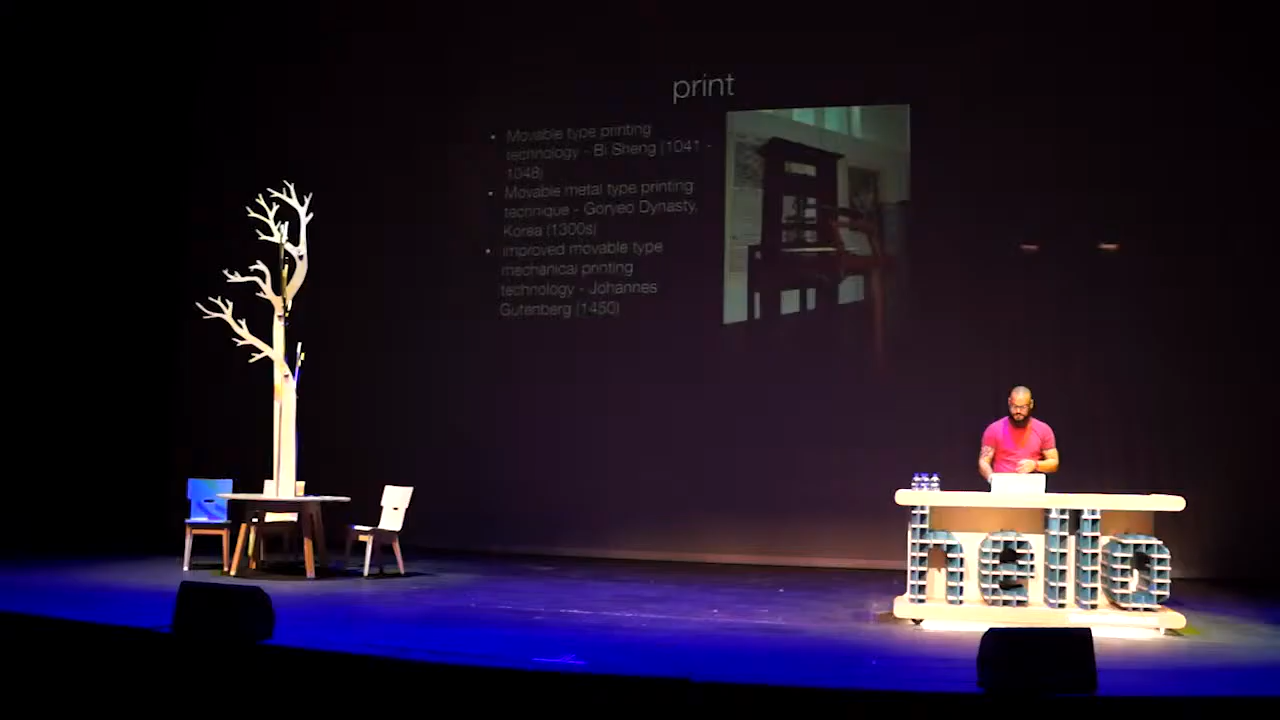 print
Movable type printing
technology - Bi Sheng (1041 -
1048)
Movable metal type printing
technique - Goryeo Dynasty,
Korea (1300s)
improved movable type
mechanical printing
technology - Johannes
Gutenberg (1450)
hello